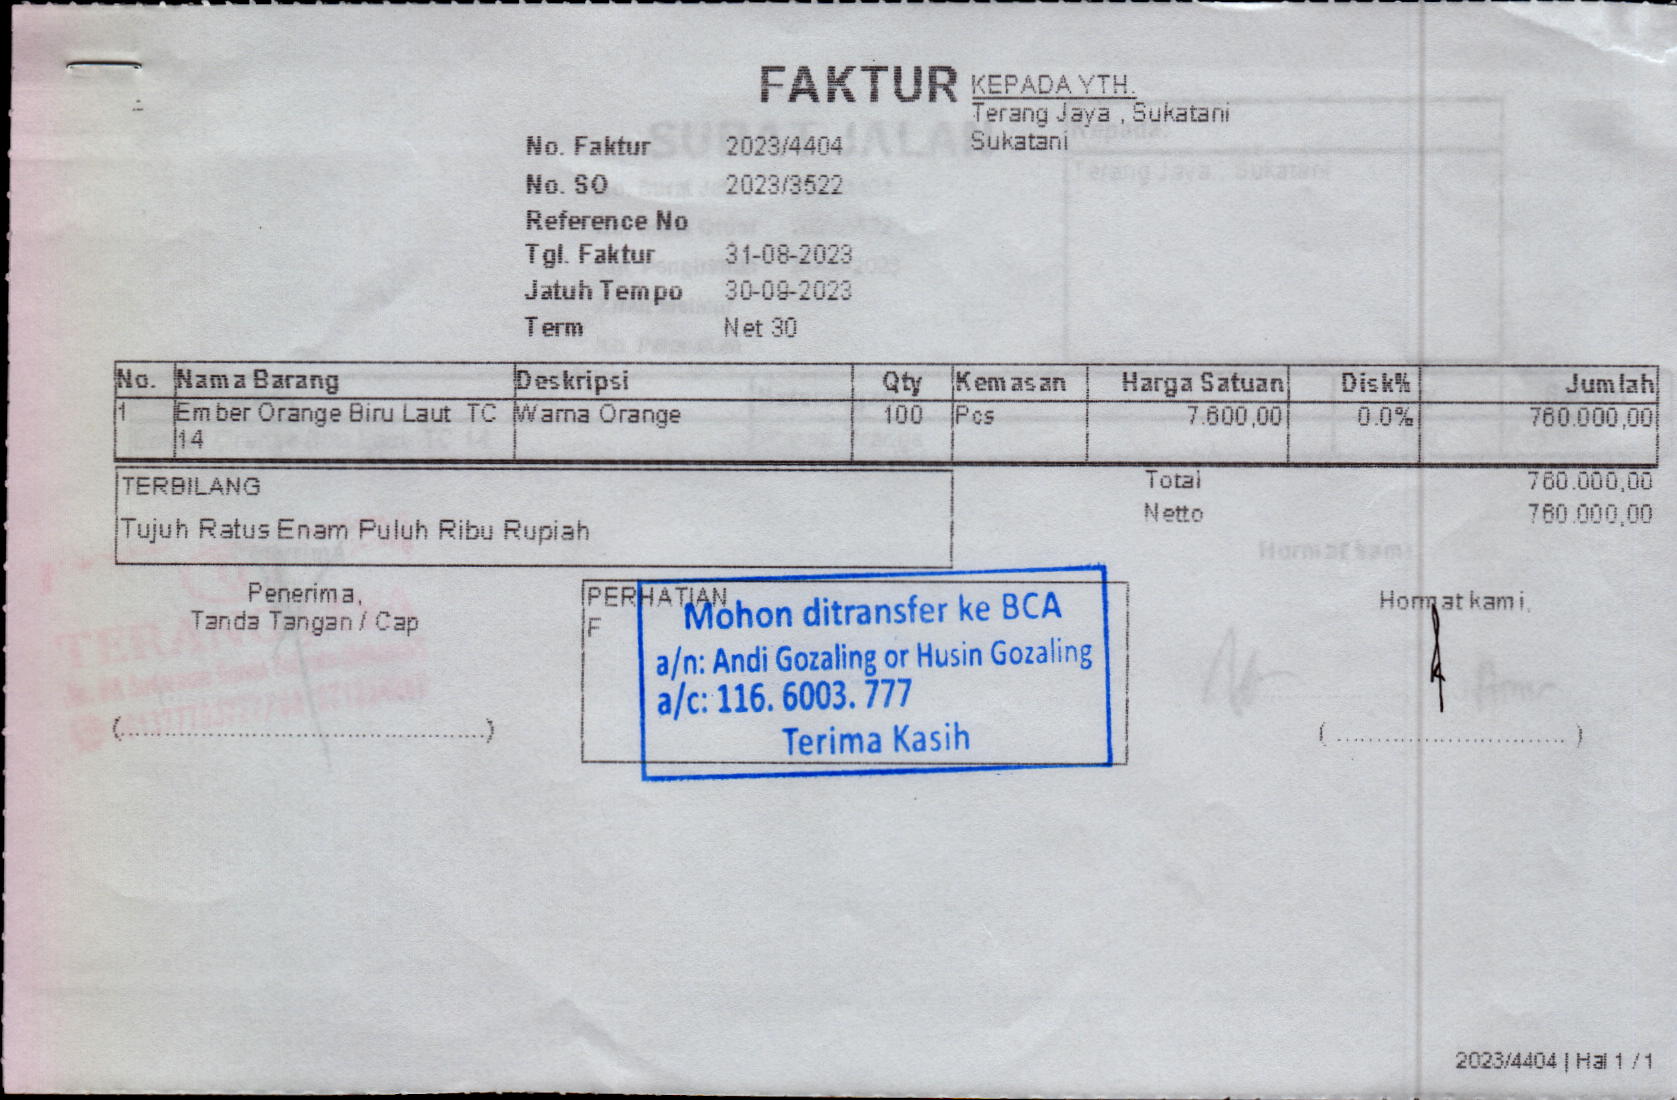 FAKTUR
KEPADA YTH.
Terang Jaya , Sukatani
Sukatani
No. Faktur 2023/4404
No. SO 2023/3522
Reference No
Tgl. Faktur 31-08-2023
Jatuh Tempo 30-09-2023
Term Net 30
No. Nama Barang Deskripsi Qty Kemasan Harga Satuan Disk% Jumlah
1 Ember Orange Biru Laut TC Warna Orange 100 Pcs 7.600,00 0.0% 760.000,00
14
TERBILANG
Tujuh Ratus Enam Puluh Ribu Rupiah
Total 760.000,00
Netto 760.000,00
Penerima,
Tanda Tangan / Cap
PERHATIAN
F
Mohon ditransfer ke BCA
a/n: Andi Gozaling or Husin Gozaling
a/c: 116. 6003. 777
Terima Kasih
Hormat kami,
(....................................................)
( ................................ )
2023/4404 | Hal 1 / 1